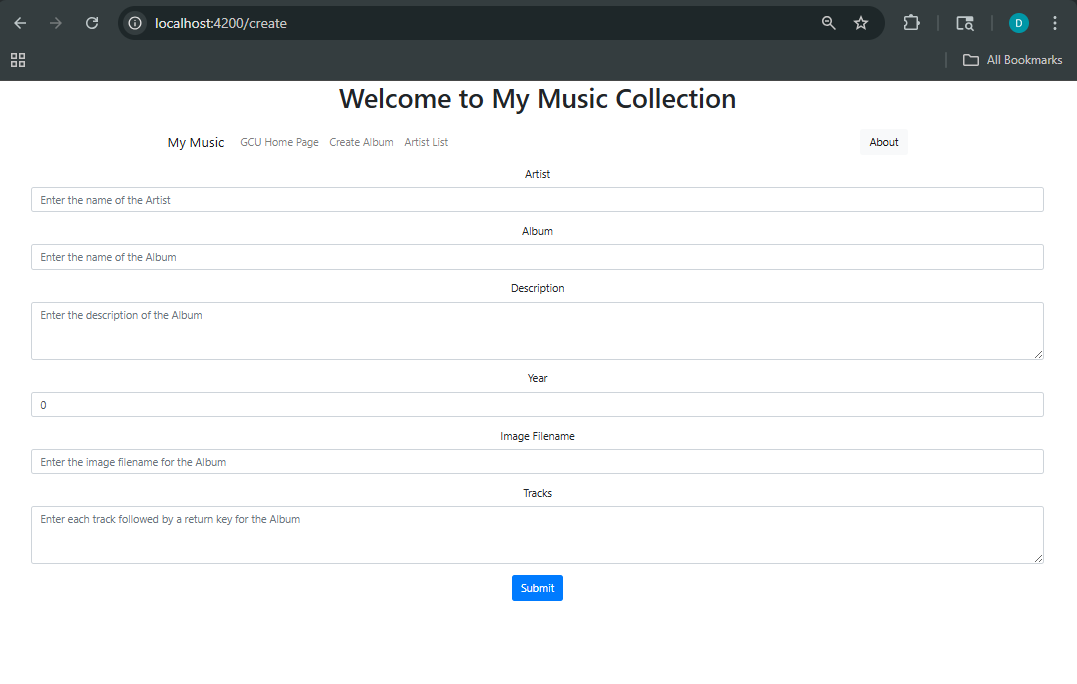 localhost:4200/create
D
All Bookmarks
Welcome to My Music Collection
My Music GCU Home Page Create Album Artist List About
Artist
Enter the name of the Artist
Album
Enter the name of the Album
Description
Enter the description of the Album
Year
0
Image Filename
Enter the image filename for the Album
Tracks
Enter each track followed by a return key for the Album
Submit